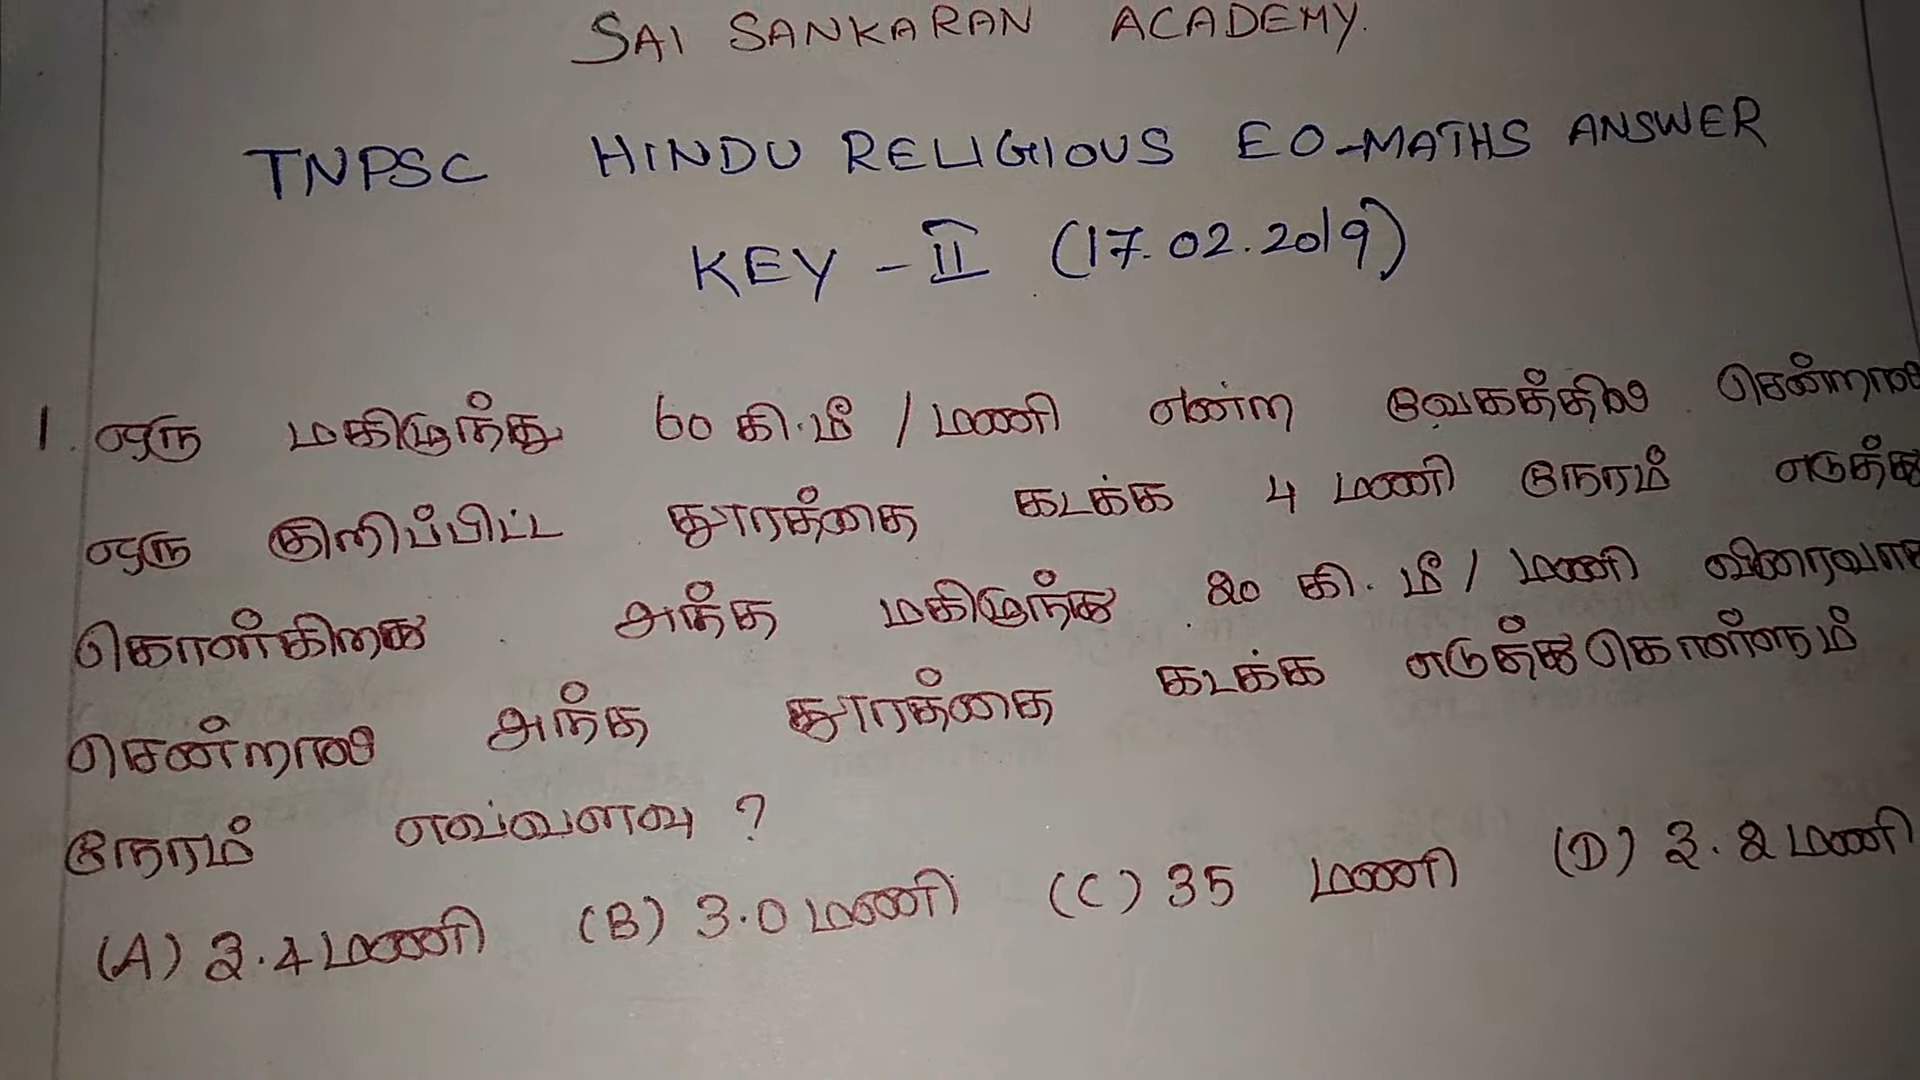 SAI SANKARAN ACADEMY.
TNPSC HINDU RELIGIOUS EO-MATHS ANSWER
KEY - II (17.02.2019)
1. ஒரு மகிழுந்து 60 கி.மீ / மணி என்ற வேகத்தில் சென்றால்
ஒரு குறிப்பிட்ட தூரத்தை கடக்க 4 மணி நேரம் எடுத்து
கொள்கிறது அந்த மகிழுந்து 20 கி.மீ / மணி விரைவாக
சென்றால் அந்த தூரத்தை கடக்க எடுத்துகொள்ளும்
நேரம் எவ்வளவு ?
(A) 2.4 மணி (B) 3.0 மணி (C) 35 மணி (D) 3.2 மணி